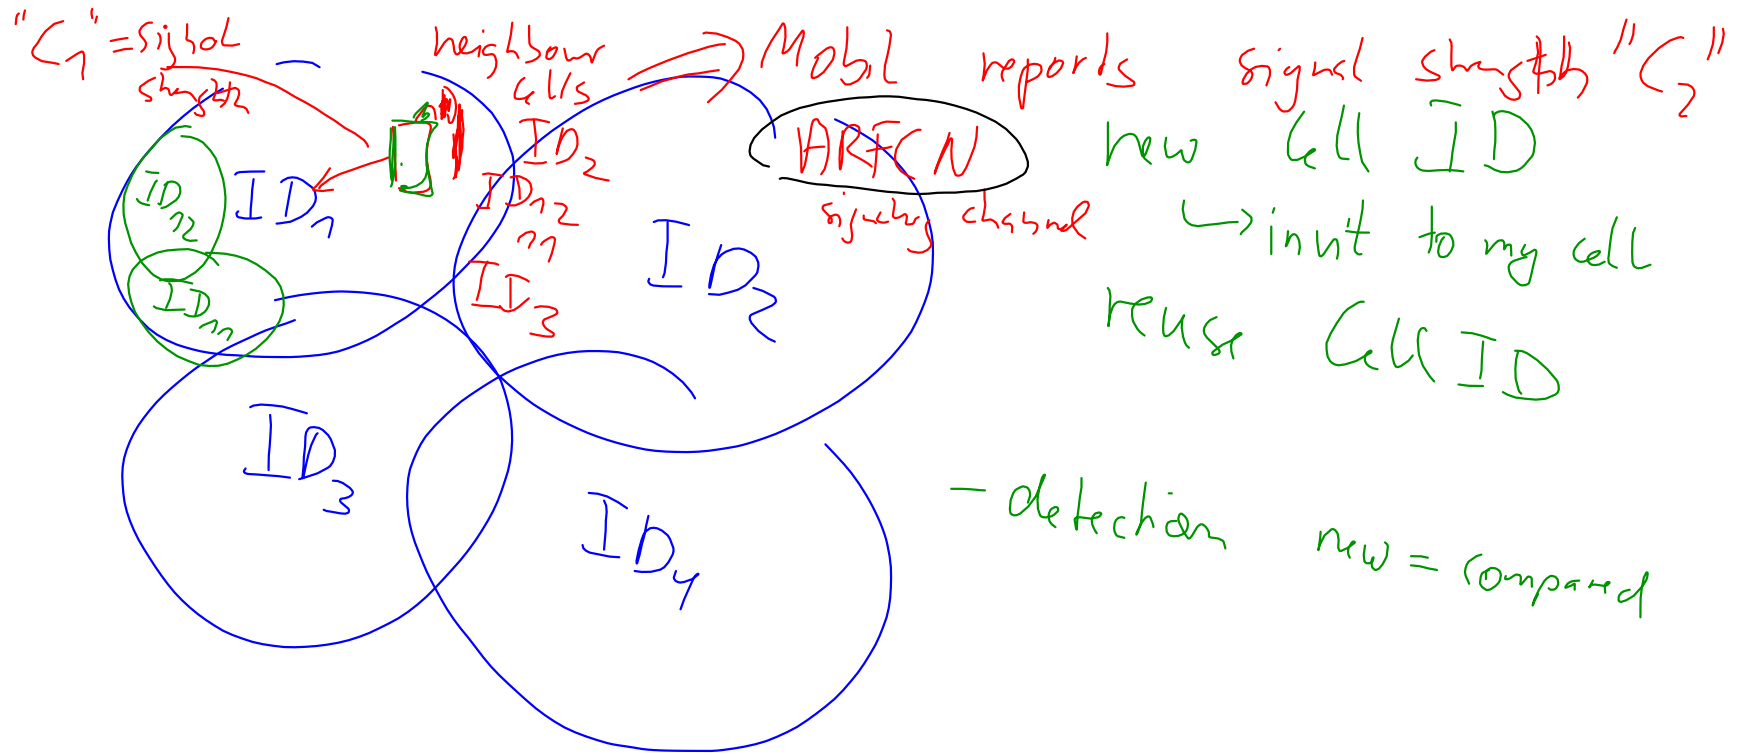 "C1" = signal strength
neighbour cells
Mobil reports signal strength "C2"
ID2
ID12
11
ID3
ARFCN
signaling channel
new Cell ID
↳ invit to my cell
reuse Cell ID
ID12
ID1
ID11
ID2
ID3
ID4
- detection new = compared